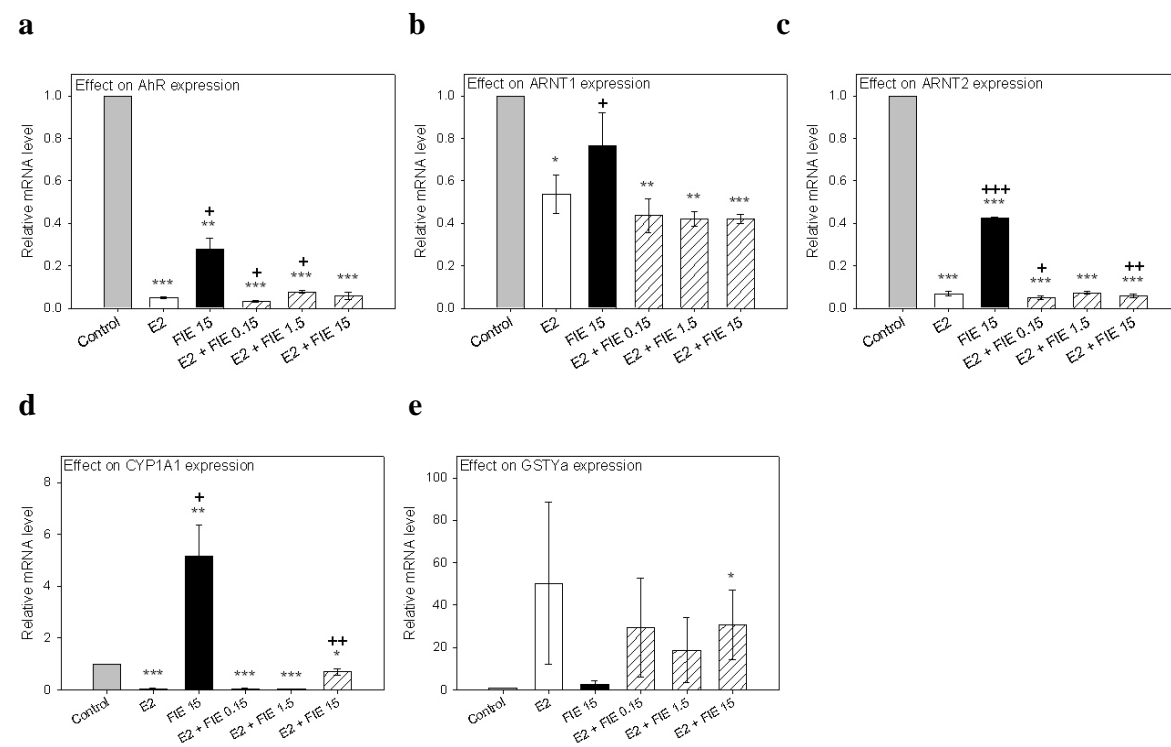 a
Effect on AhR expression
Relative mRNA level
1.0
0.8
0.6
0.4
0.2
0.0
***
+
**
+
***
+
***
***
Control
E2
FIE 15
E2 + FIE 0.15
E2 + FIE 1.5
E2 + FIE 15
b
Effect on ARNT1 expression
Relative mRNA level
1.0
0.8
0.6
0.4
0.2
0.0
*
+
**
**
***
Control
E2
FIE 15
E2 + FIE 0.15
E2 + FIE 1.5
E2 + FIE 15
c
Effect on ARNT2 expression
Relative mRNA level
1.0
0.8
0.6
0.4
0.2
0.0
***
+++
***
+
***
***
++
***
Control
E2
FIE 15
E2 + FIE 0.15
E2 + FIE 1.5
E2 + FIE 15
d
Effect on CYP1A1 expression
Relative mRNA level
8
6
4
2
0
***
+
**
***
***
++
*
Control
E2
FIE 15
E2 + FIE 0.15
E2 + FIE 1.5
E2 + FIE 15
e
Effect on GSTYa expression
Relative mRNA level
100
80
60
40
20
0
*
Control
E2
FIE 15
E2 + FIE 0.15
E2 + FIE 1.5
E2 + FIE 15